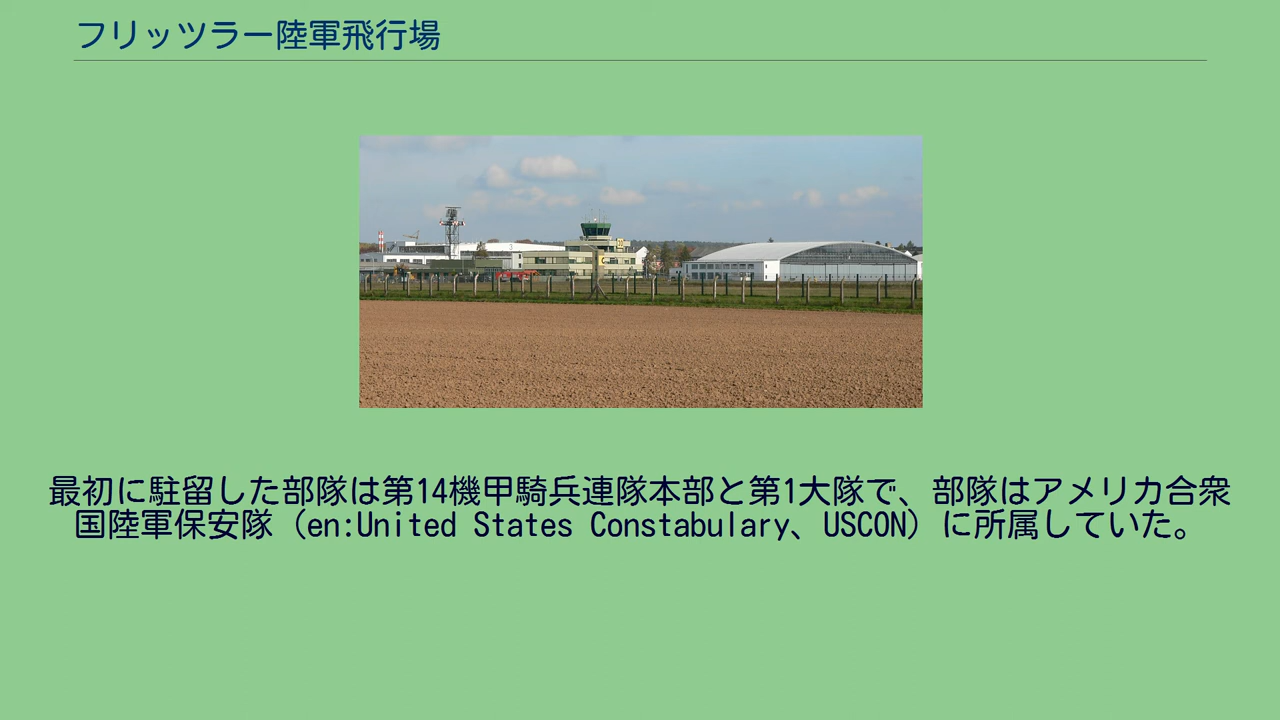 フリッツラー陸軍飛行場
最初に駐留した部隊は第14機甲騎兵連隊本部と第1大隊で、部隊はアメリカ合衆
国陸軍保安隊（en:United States Constabulary、USCON）に所属していた。